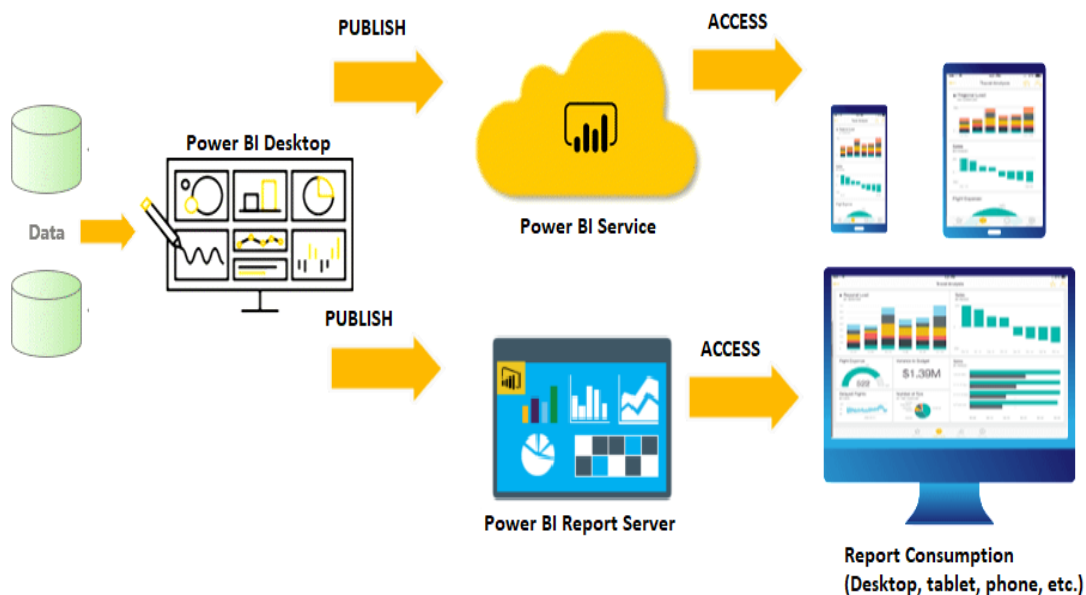 PUBLISH
ACCESS
Power BI Desktop
Data
Power BI Service
PUBLISH
ACCESS
Power BI Report Server
$1.39M
Report Consumption
(Desktop, tablet, phone, etc.)